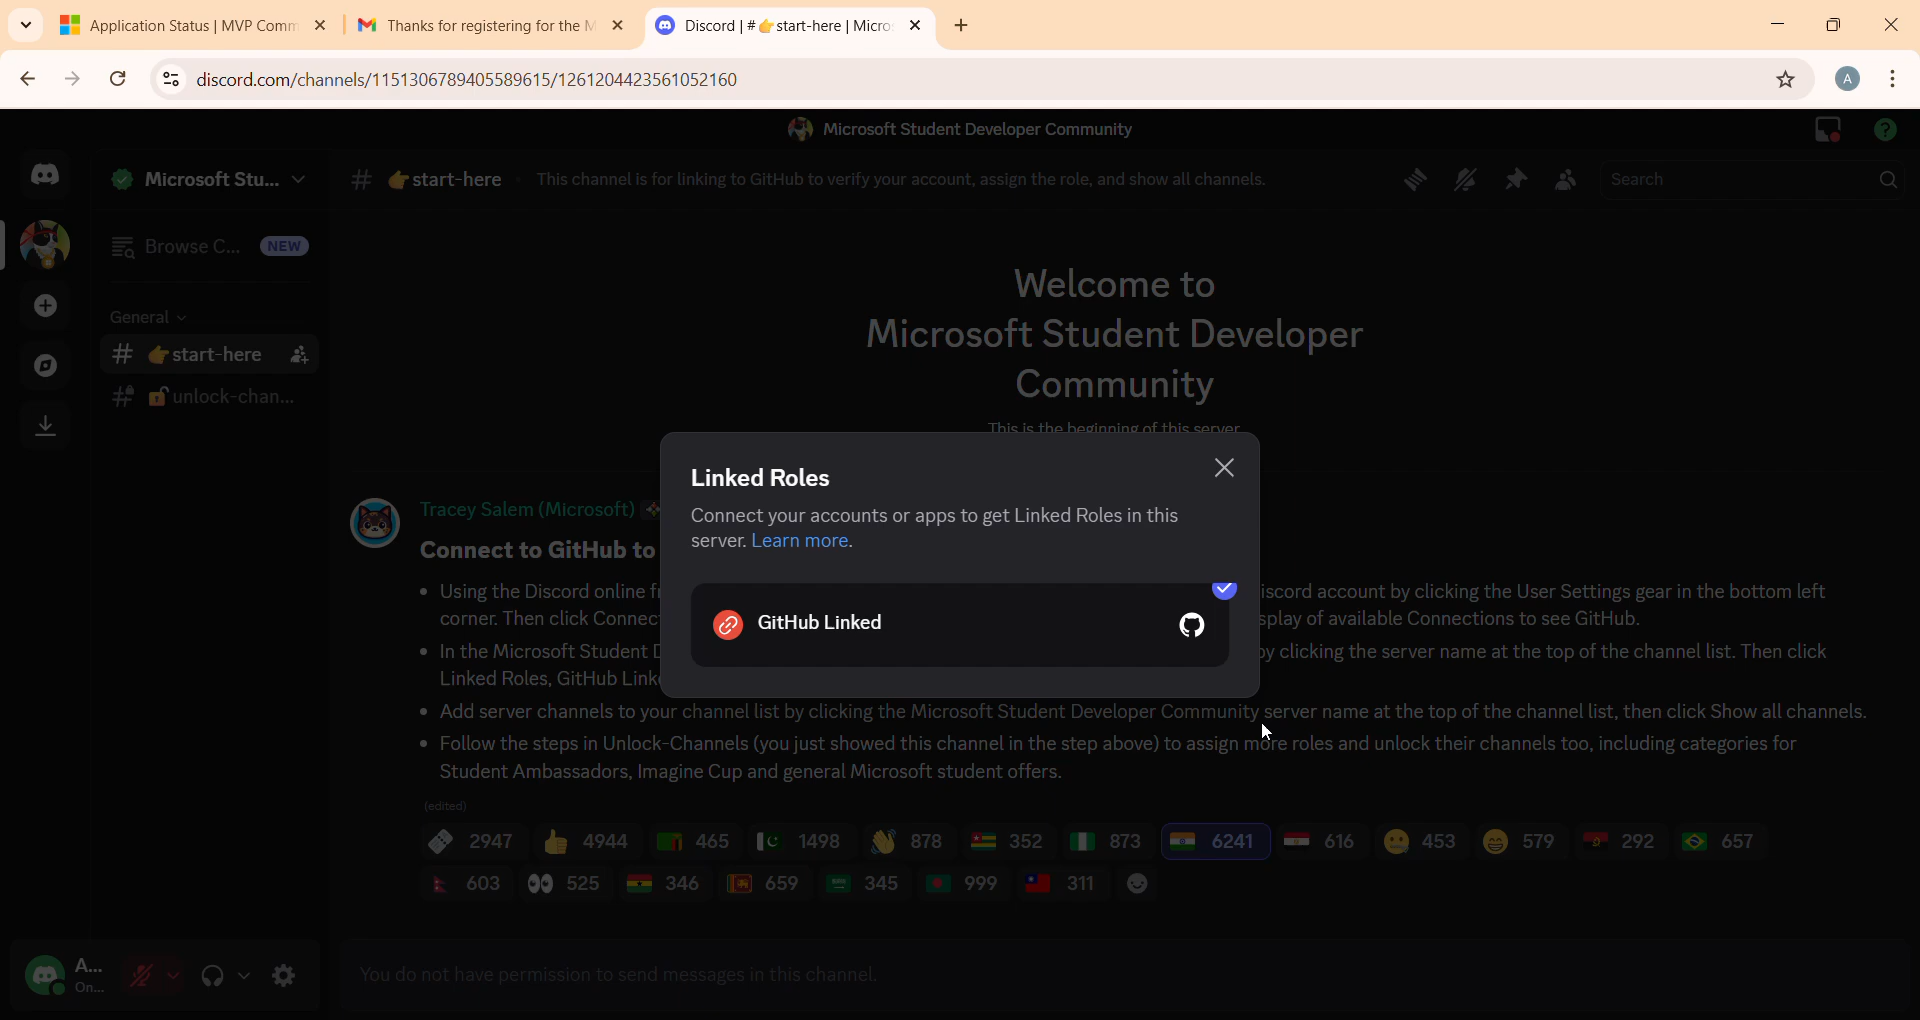 Application Status | MVP Comm
Thanks for registering for the M
Discord | # 👉start-here | Micro
discord.com/channels/1151306789405589615/1261204423561052160
A
Microsoft Student Developer Community
Microsoft Stu...
# 👉start-here
This channel is for linking to GitHub to verify your account, assign the role, and show all channels.
Search
Browse C... NEW
General
# 👉start-here
# 🔓unlock-chan...
Welcome to
Microsoft Student Developer
Community
This is the beginning of this server.
Linked Roles
Connect your accounts or apps to get Linked Roles in this
server. Learn more.
GitHub Linked
Tracey Salem (Microsoft)
Connect to GitHub to
• Using the Discord online fr iscord account by clicking the User Settings gear in the bottom left
corner. Then click Connec splay of available Connections to see GitHub.
• In the Microsoft Student D by clicking the server name at the top of the channel list. Then click
Linked Roles, GitHub Link
• Add server channels to your channel list by clicking the Microsoft Student Developer Community server name at the top of the channel list, then click Show all channels.
• Follow the steps in Unlock-Channels (you just showed this channel in the step above) to assign more roles and unlock their channels too, including categories for
Student Ambassadors, Imagine Cup and general Microsoft student offers.
(edited)
2947 4944 465 1498 878 352 873 6241 616 453 579 292 657
603 525 346 659 345 999 311
A...
On...
You do not have permission to send messages in this channel.